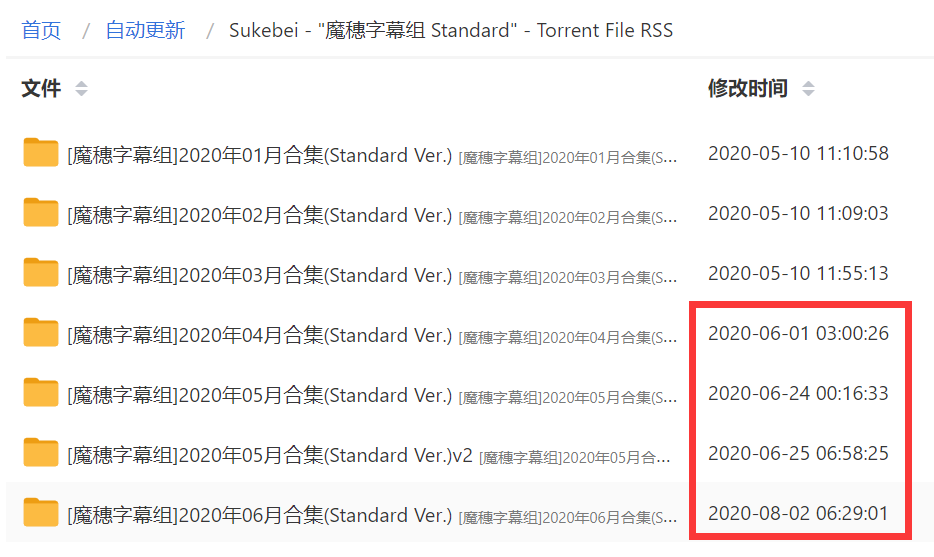 首页 / 自动更新 / Sukebei - "魔穗字幕组 Standard" - Torrent File RSS
文件 修改时间
[魔穗字幕组]2020年01月合集(Standard Ver.) [魔穗字幕组]2020年01月合集(S... 2020-05-10 11:10:58
[魔穗字幕组]2020年02月合集(Standard Ver.) [魔穗字幕组]2020年02月合集(S... 2020-05-10 11:09:03
[魔穗字幕组]2020年03月合集(Standard Ver.) [魔穗字幕组]2020年03月合集(S... 2020-05-10 11:55:13
[魔穗字幕组]2020年04月合集(Standard Ver.) [魔穗字幕组]2020年04月合集(S... 2020-06-01 03:00:26
[魔穗字幕组]2020年05月合集(Standard Ver.) [魔穗字幕组]2020年05月合集(S... 2020-06-24 00:16:33
[魔穗字幕组]2020年05月合集(Standard Ver.)v2 [魔穗字幕组]2020年05月合... 2020-06-25 06:58:25
[魔穗字幕组]2020年06月合集(Standard Ver.) [魔穗字幕组]2020年06月合集(S... 2020-08-02 06:29:01